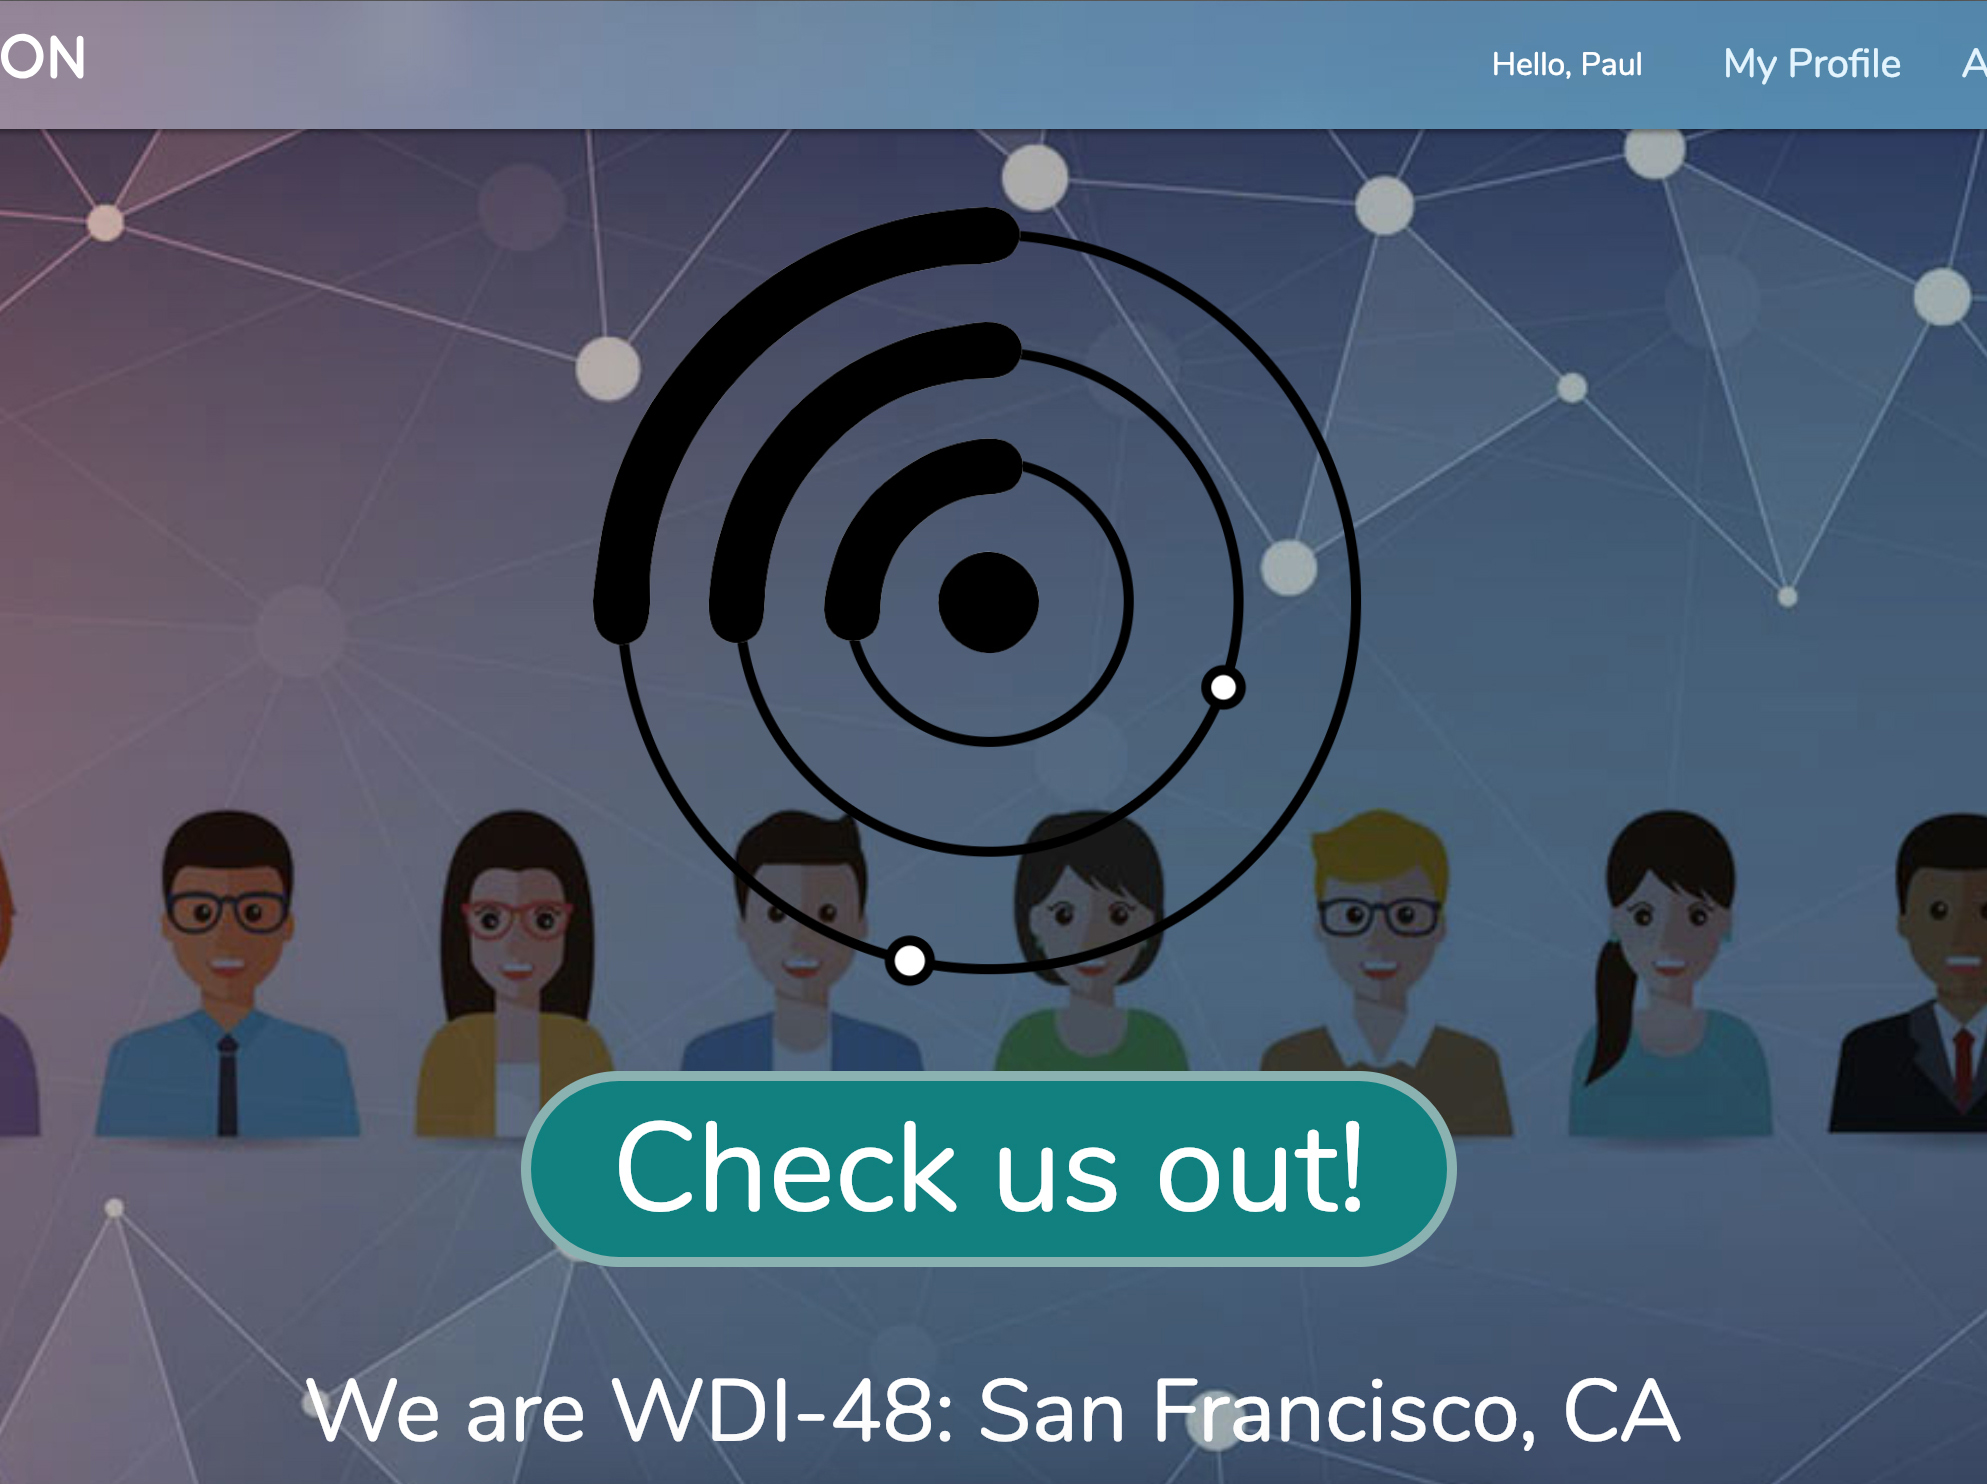 ON
Hello, Paul
My Profile
A
Check us out!
We are WDI-48: San Francisco, CA